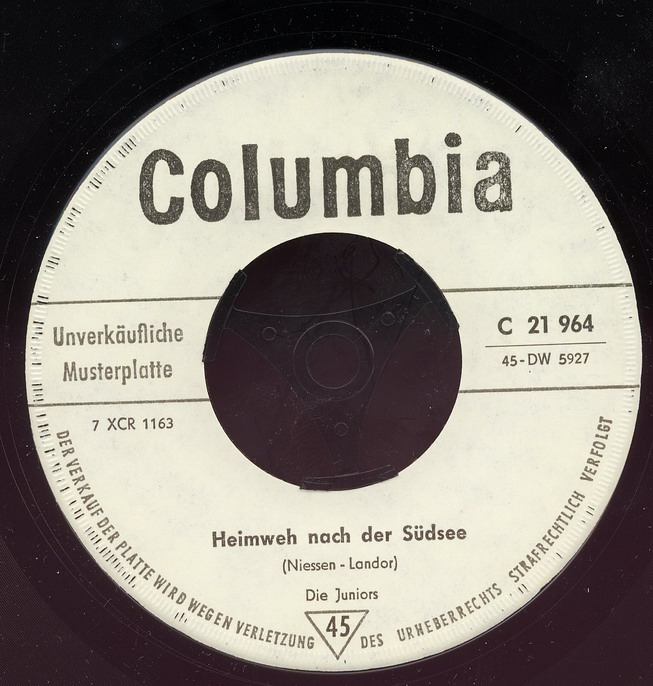 Columbia
Unverkäufliche
Musterplatte
C 21 964
45-DW 5927
7 XCR 1163
Heimweh nach der Südsee
(Niessen - Landor)
Die Juniors
45
DER VERKAUF DER PLATTE WIRD WEGEN VERLETZUNG DES URHEBERRECHTS STRAFRECHTLICH VERFOLGT